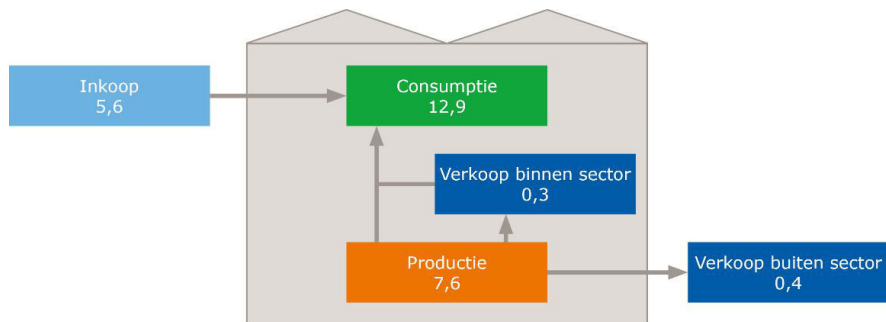 Inkoop
5,6
Consumptie
12,9
Verkoop binnen sector
0,3
Productie
7,6
Verkoop buiten sector
0,4